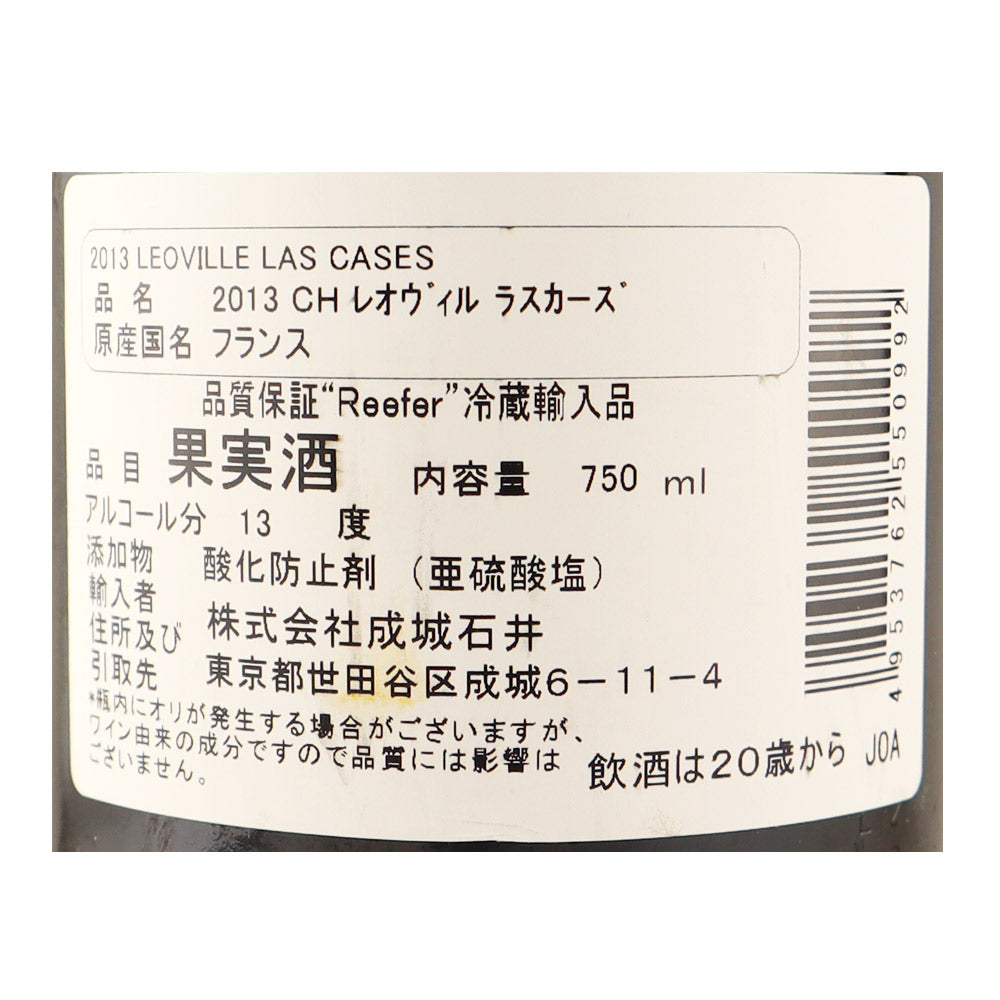 2013 LEOVILLE LAS CASES
品名 2013 CH レオヴィル ラスカーズ
原産国名 フランス
品質保証“Reefer”冷蔵輸入品
品目 果実酒 内容量 750 ml
アルコール分 13 度
添加物 酸化防止剤 (亜硫酸塩)
輸入者
住所及び 株式会社成城石井
引取先 東京都世田谷区成城6-11-4
*瓶内にオリが発生する場合がございますが、
ワイン由来の成分ですので品質には影響は
ございません。
飲酒は20歳から JOA
4953762550992